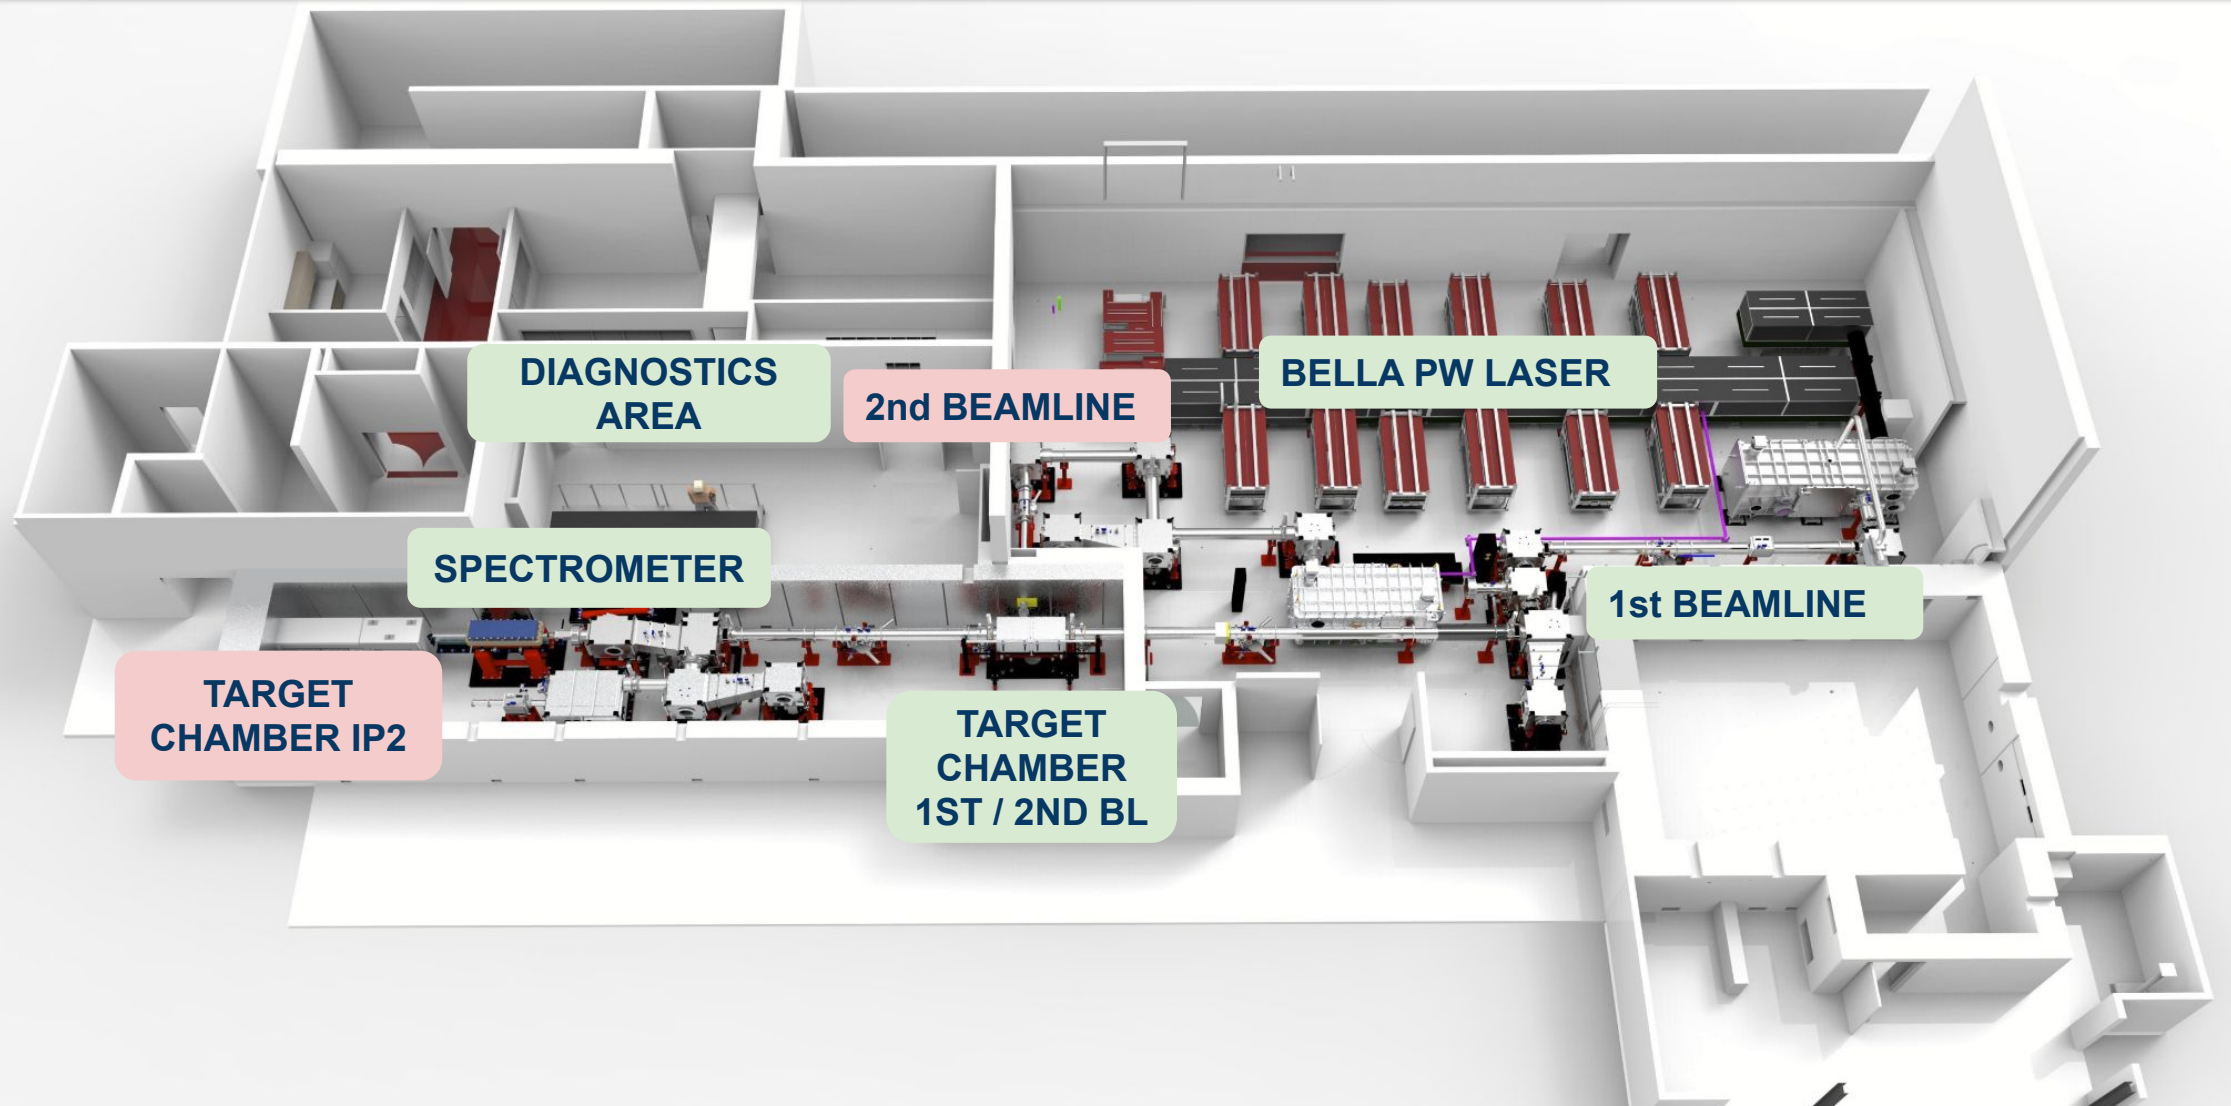 DIAGNOSTICS
AREA
2nd BEAMLINE
BELLA PW LASER
SPECTROMETER
1st BEAMLINE
TARGET
CHAMBER IP2
TARGET
CHAMBER
1ST / 2ND BL